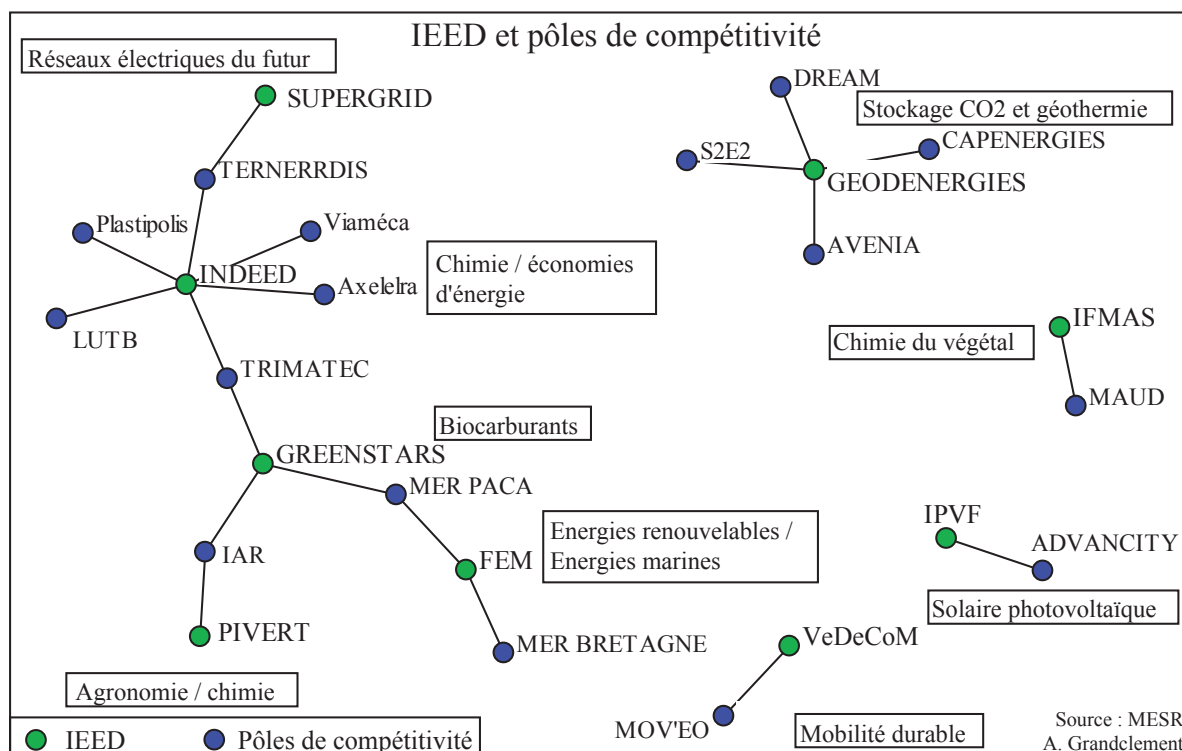 IEED et pôles de compétitivité
Réseaux électriques du futur
SUPERGRID
TERNERRDIS
Plastipolis
Viaméca
INDEED
Axelelra
LUTB
Chimie / économies
d'énergie
TRIMATEC
Biocarburants
GREENSTARS
MER PACA
IAR
FEM
Energies renouvelables /
Energies marines
PIVERT
MER BRETAGNE
Agronomie / chimie
DREAM
Stockage CO2 et géothermie
S2E2
CAPENERGIES
GEODENERGIES
AVENIA
IFMAS
Chimie du végétal
MAUD
IPVF
ADVANCITY
Solaire photovoltaïque
VeDeCoM
MOV'EO
Mobilité durable
IEED
Pôles de compétitivité
Source : MESR
A. Grandclement